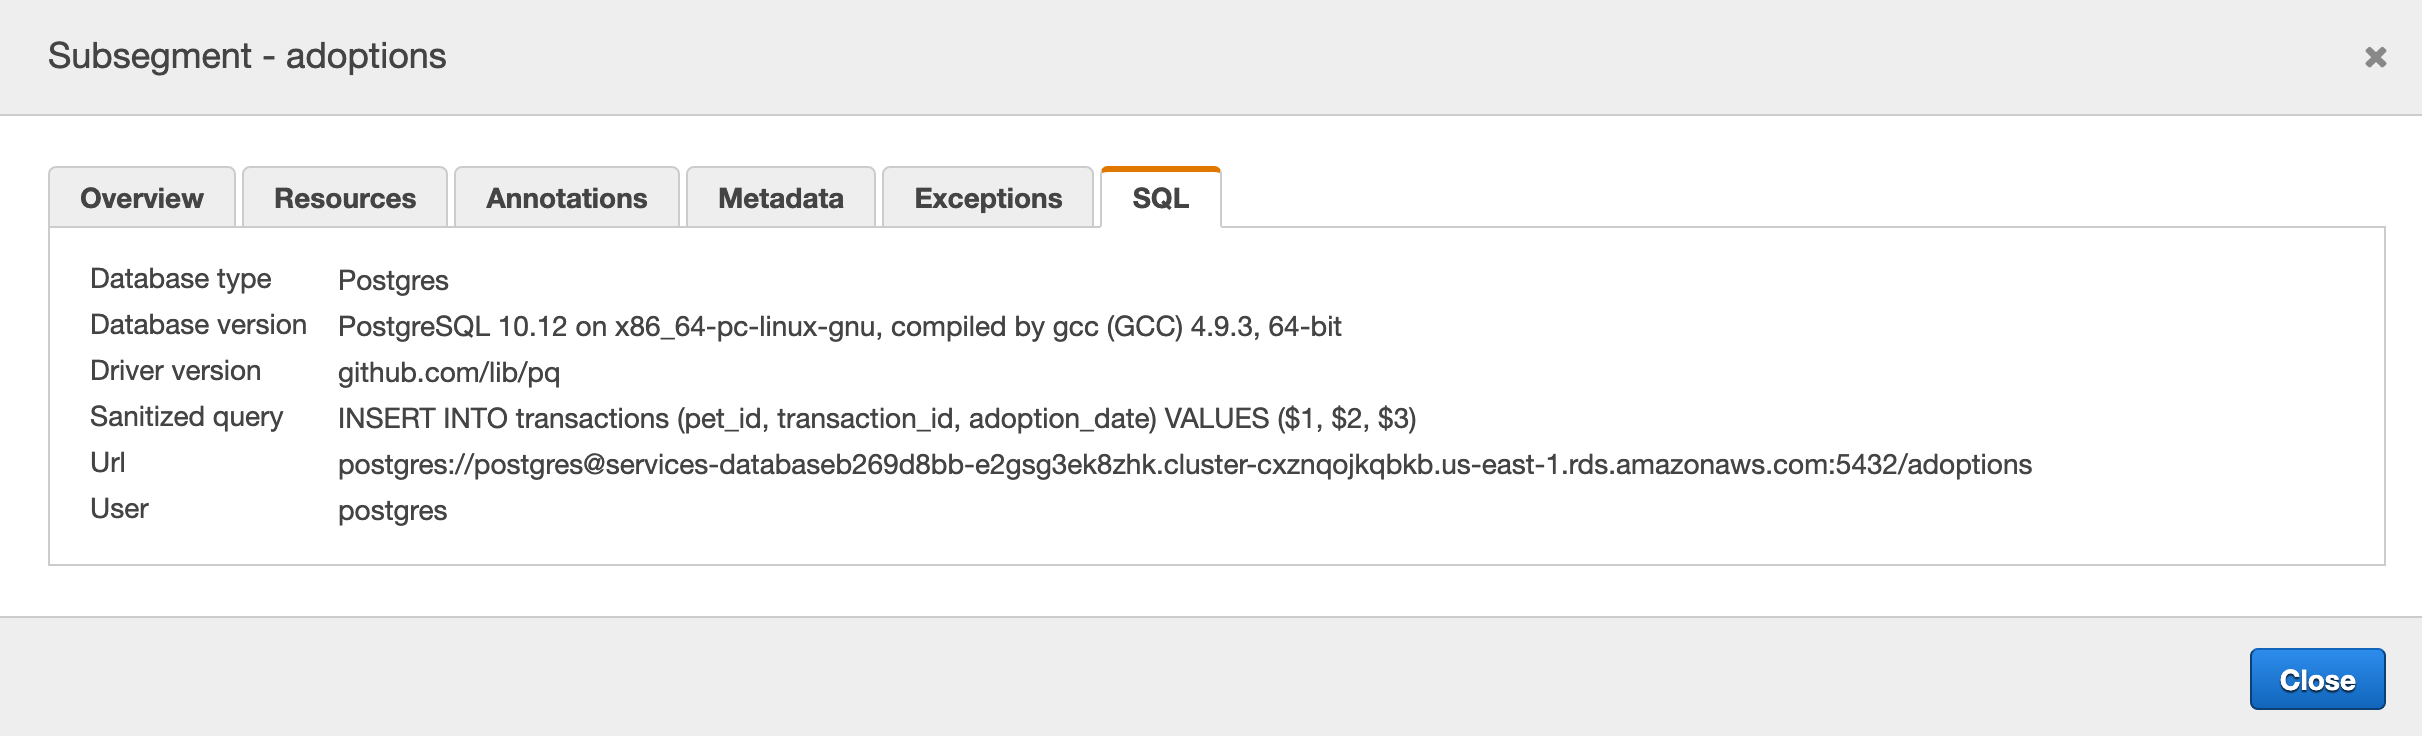 Subsegment - adoptions
Overview Resources Annotations Metadata Exceptions SQL
Database type Postgres
Database version PostgreSQL 10.12 on x86_64-pc-linux-gnu, compiled by gcc (GCC) 4.9.3, 64-bit
Driver version github.com/lib/pq
Sanitized query INSERT INTO transactions (pet_id, transaction_id, adoption_date) VALUES ($1, $2, $3)
Url postgres://postgres@services-databaseb269d8bb-e2gsg3ek8zhk.cluster-cxznqojkqbkb.us-east-1.rds.amazonaws.com:5432/adoptions
User postgres
Close